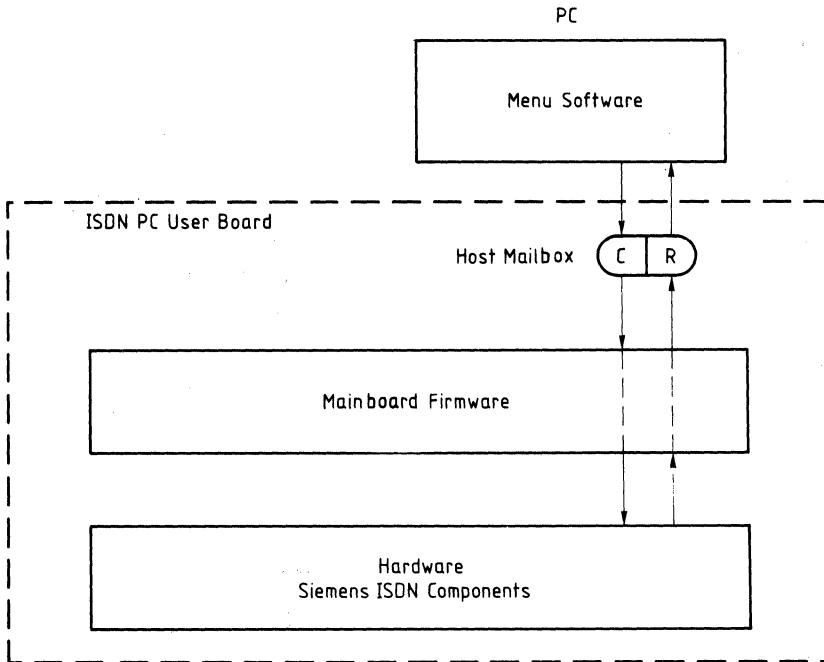 PC
Menu Software
ISDN PC User Board
Host Mailbox
C
R
Mainboard Firmware
Hardware
Siemens ISDN Components